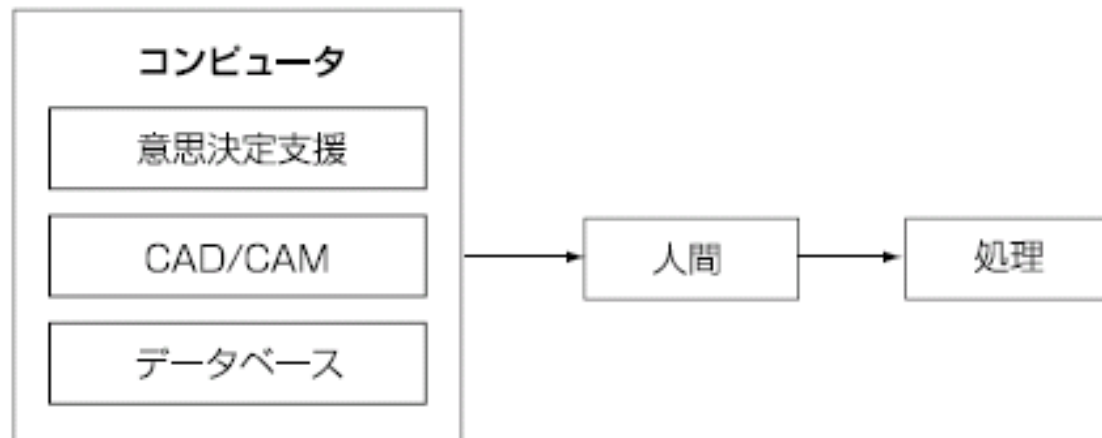 コンピュータ
意思決定支援
CAD/CAM
データベース
人間
処理